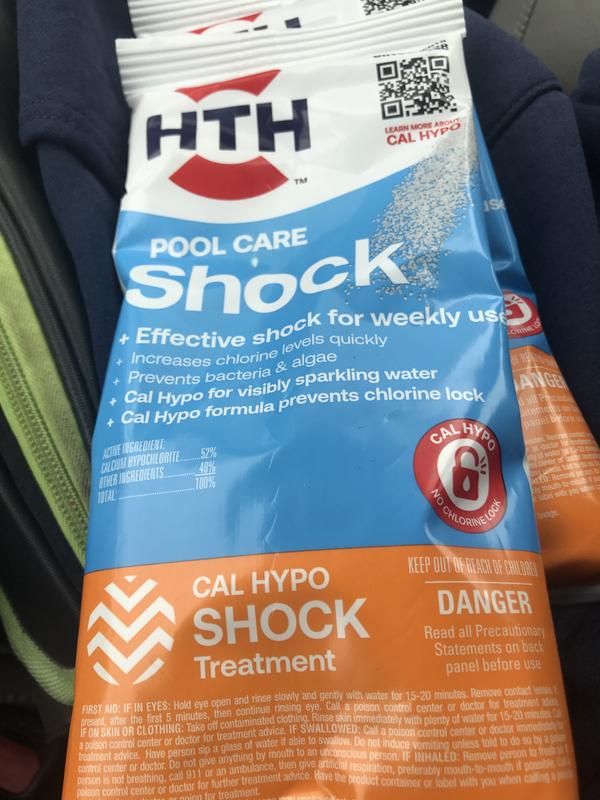 HTH™
LEARN MORE ABOUT
CAL HYPO
POOL CARE
Shock
+ Effective shock for weekly use
+ Increases chlorine levels quickly
+ Prevents bacteria & algae
+ Cal Hypo for visibly sparkling water
+ Cal Hypo formula prevents chlorine lock
ACTIVE INGREDIENT:
CALCIUM HYPOCHLORITE..........52%
OTHER INGREDIENTS..........48%
TOTAL:..........100%
CAL HYPO
NO CHLORINE LOCK
CAL HYPO
SHOCK
Treatment
KEEP OUT OF REACH OF CHILDREN
DANGER
Read all Precautionary
Statements on back
panel before use
FIRST AID: IF IN EYES: Hold eye open and rinse slowly and gently with water for 15-20 minutes. Remove contact lenses, if
present, after the first 5 minutes, then continue rinsing eye. Call a poison control center or doctor for treatment advice.
IF ON SKIN OR CLOTHING: Take off contaminated clothing. Rinse skin immediately with plenty of water for 15-20 minutes. Call
a poison control center or doctor for treatment advice. IF SWALLOWED: Call a poison control center or doctor immediately for
treatment advice. Have person sip a glass of water if able to swallow. Do not induce vomiting unless told to do so by a poison
control center or doctor. Do not give anything by mouth to an unconscious person. IF INHALED: Remove person to fresh air. If
person is not breathing, call 911 or an ambulance, then give artificial respiration, preferably mouth-to-mouth if possible. Call a
poison control center or doctor for further treatment advice. Have the product container or label with you when calling a poison
control center or doctor or going for treatment.